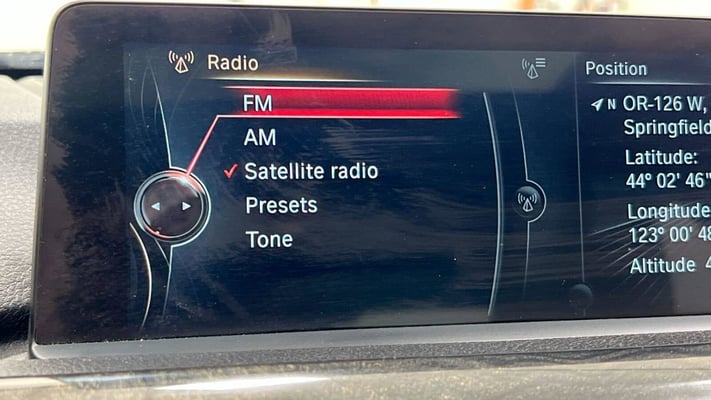 Radio
FM
AM
Satellite radio
Presets
Tone
Position
N OR-126 W,
Springfield
Latitude:
44° 02' 46"
Longitude
123° 00' 48
Altitude